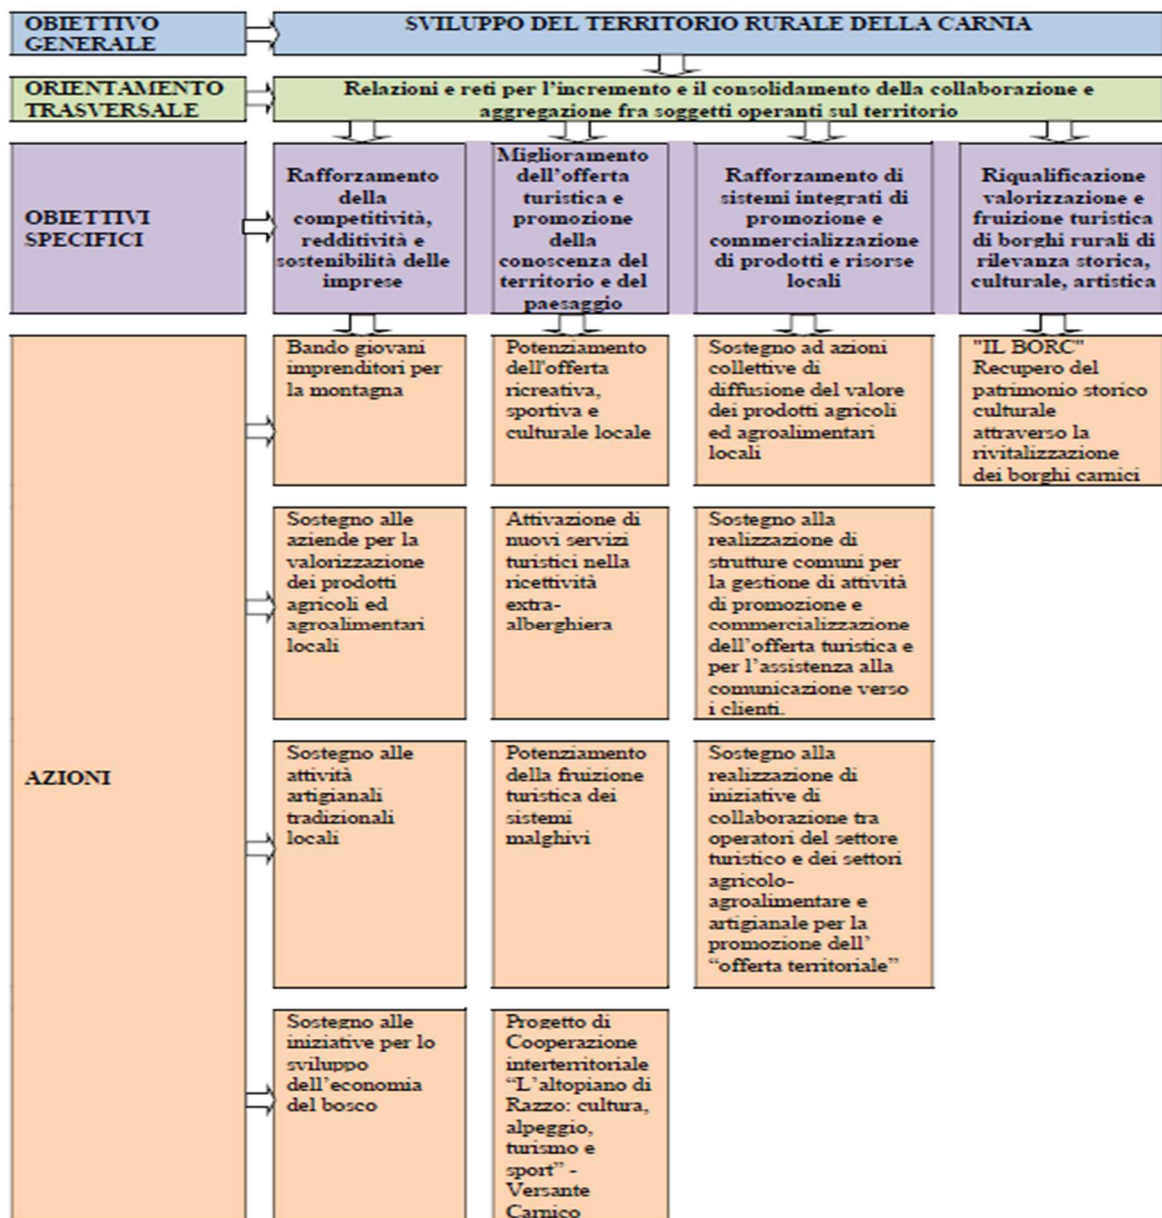 OBIETTIVO
GENERALE
SVILUPPO DEL TERRITORIO RURALE DELLA CARNIA
ORIENTAMENTO
TRASVERSALE
Relazioni e reti per l'incremento e il consolidamento della collaborazione e
aggregazione fra soggetti operanti sul territorio
OBIETTIVI
SPECIFICI
Rafforzamento
della
competitività,
redditività e
sostenibilità delle
imprese
Miglioramento
dell'offerta
turistica e
promozione
della
conoscenza del
territorio e del
paesaggio
Rafforzamento di
sistemi integrati di
promozione e
commercializzazione
di prodotti e risorse
locali
Riqualificazione
valorizzazione e
fruizione turistica
di borghi rurali di
rilevanza storica,
culturale, artistica
AZIONI
Bando giovani
imprenditori per
la montagna
Potenziamento
dell'offerta
ricreativa,
sportiva e
culturale locale
Sostegno ad azioni
collettive di
diffusione del valore
dei prodotti agricoli
ed agroalimentari
locali
"IL BORC"
Recupero del
patrimonio storico
culturale
attraverso la
rivitalizzazione
dei borghi carnici
Sostegno alle
aziende per la
valorizzazione
dei prodotti
agricoli ed
agroalimentari
locali
Attivazione di
nuovi servizi
turistici nella
ricettività
extra-
alberghiera
Sostegno alla
realizzazione di
strutture comuni per
la gestione di attività
di promozione e
commercializzazione
dell'offerta turistica e
per l'assistenza alla
comunicazione verso
i clienti.
Sostegno alle
attività
artigianali
tradizionali
locali
Potenziamento
della fruizione
turistica dei
sistemi
malghivi
Sostegno alla
realizzazione di
iniziative di
collaborazione tra
operatori del settore
turistico e dei settori
agricolo-
agroalimentare e
artigianale per la
promozione dell'
"offerta territoriale"
Sostegno alle
iniziative per lo
sviluppo
dell'economia
del bosco
Progetto di
Cooperazione
interterritoriale
"L'altopiano di
Razzo: cultura,
alpeggio,
turismo e
sport" -
Versante
Carnico